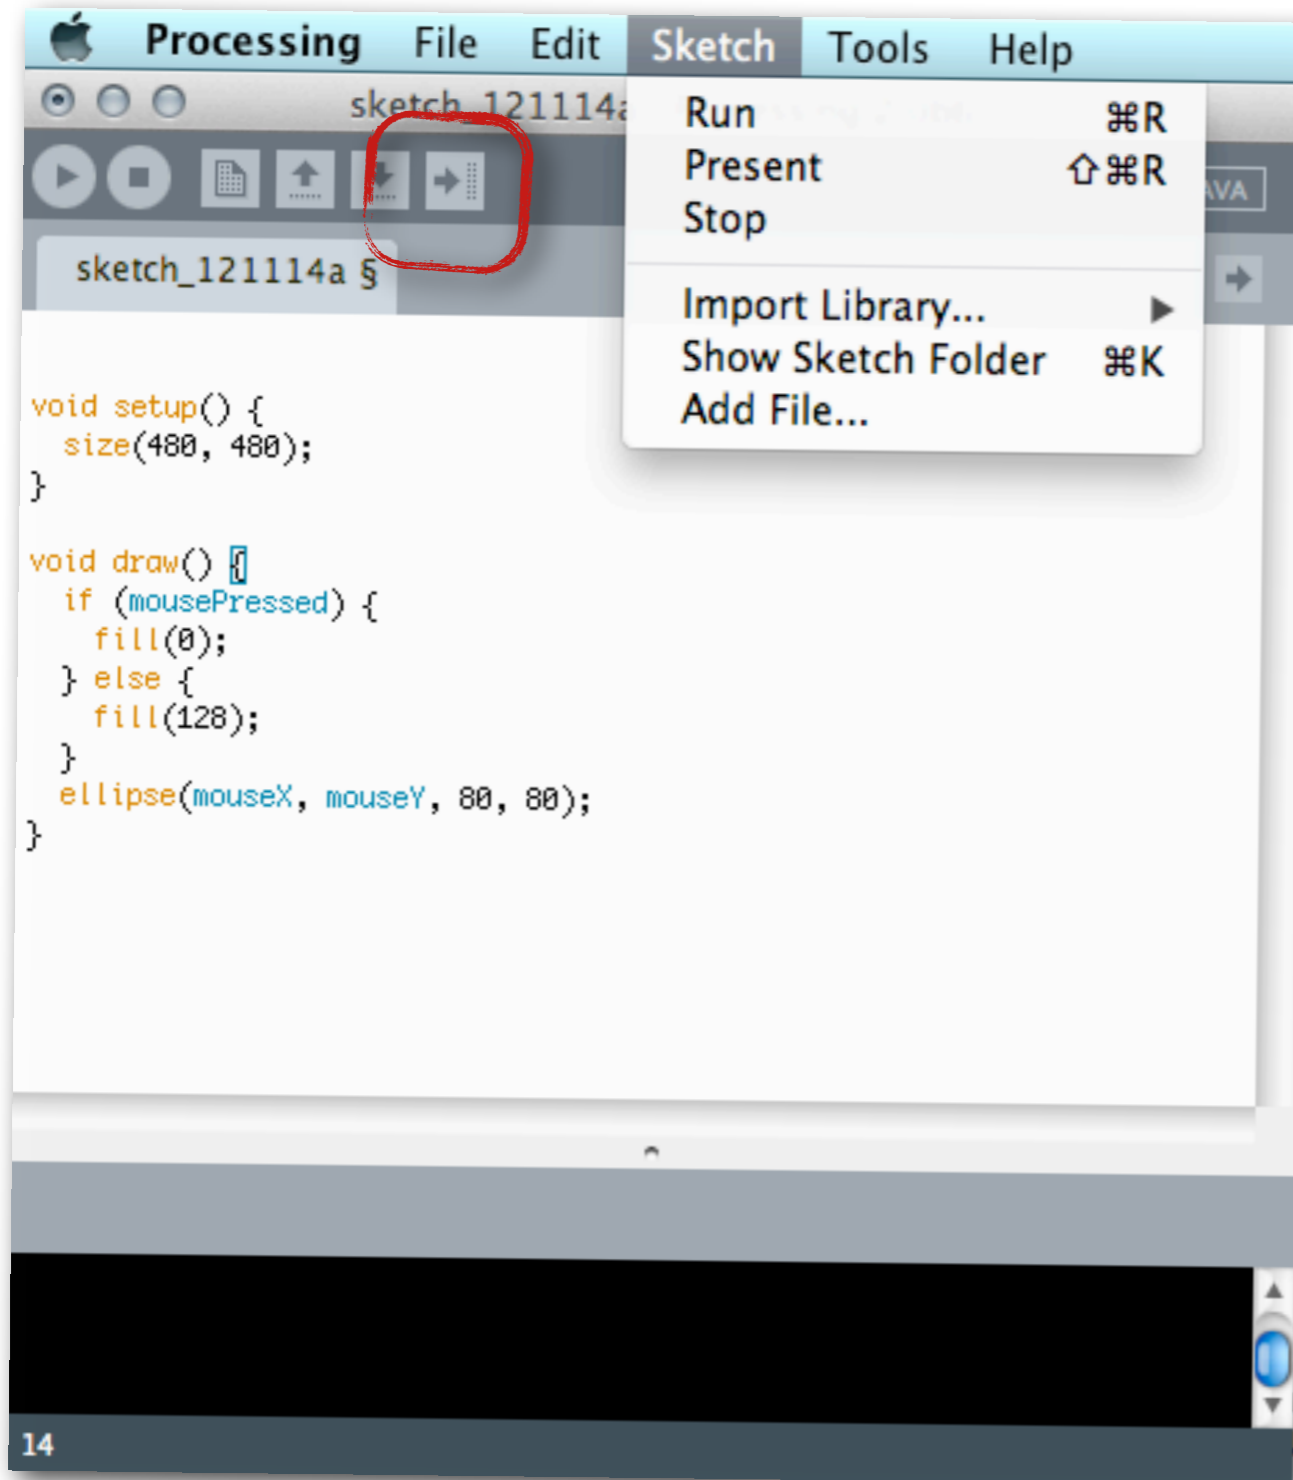 Processing File Edit Sketch Tools Help
sketch_121114a
Run ⌘R
Present ⇧⌘R
Stop
Import Library... ▶
Show Sketch Folder ⌘K
Add File...
sketch_121114a §
void setup() {
  size(480, 480);
}
void draw() {
  if (mousePressed) {
    fill(0);
  } else {
    fill(128);
  }
  ellipse(mouseX, mouseY, 80, 80);
}
14